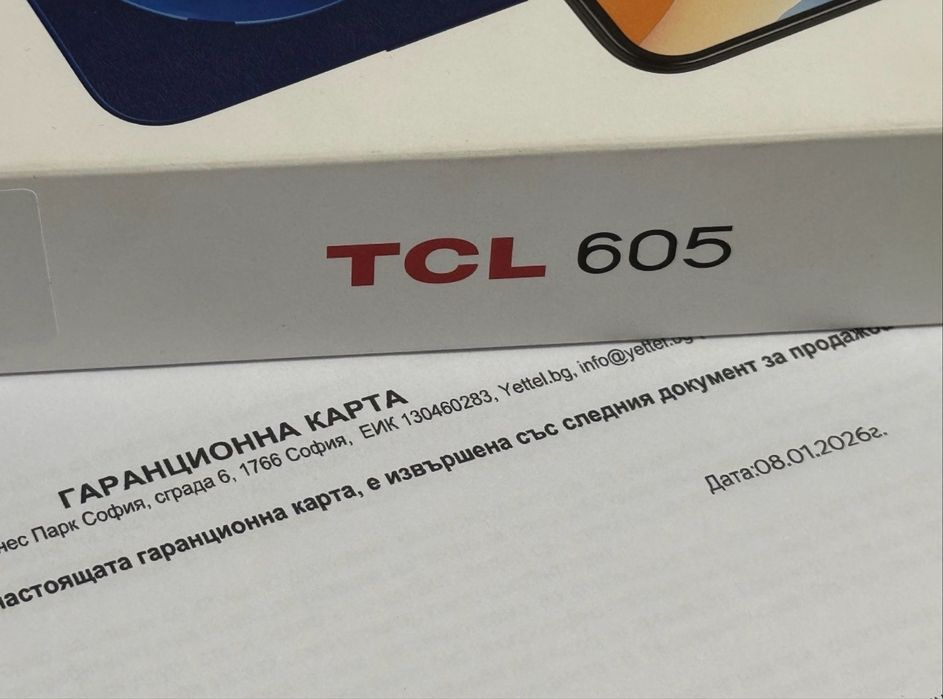 TCL 605
ГАРАНЦИОННА КАРТА
Парк София, сграда 6, 1766 София, ЕИК 130460283, Yettel.bg, info@yettel.bg
настоящата гаранционна карта, е извършена със следния документ за продажба
Дата:08.01.2026г.